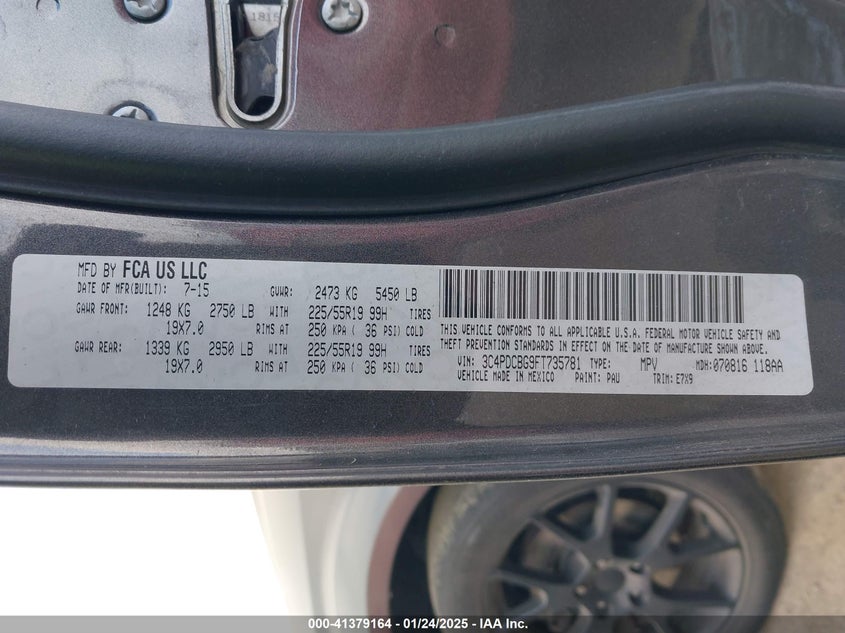 1815
MFD BY FCA US LLC
DATE OF MFR(BUILT): 7-15 GVWR: 2473 KG 5450 LB
GAWR FRONT: 1248 KG 2750 LB WITH 225/55R19 99H TIRES
19X7.0 RIMS AT 250 KPA ( 36 PSI) COLD
GAWR REAR: 1339 KG 2950 LB WITH 225/55R19 99H TIRES
19X7.0 RIMS AT 250 KPA ( 36 PSI) COLD
THIS VEHICLE CONFORMS TO ALL APPLICABLE U.S.A. FEDERAL MOTOR VEHICLE SAFETY AND
THEFT PREVENTION STANDARDS IN EFFECT ON THE DATE OF MANUFACTURE SHOWN ABOVE.
VIN: 3C4PDCBG9FT735781 TYPE: MPV MDH: 070816 118AA
VEHICLE MADE IN MEXICO PAINT: PAU TRIM: E7X9
000-41379164 - 01/24/2025 - IAAI.com